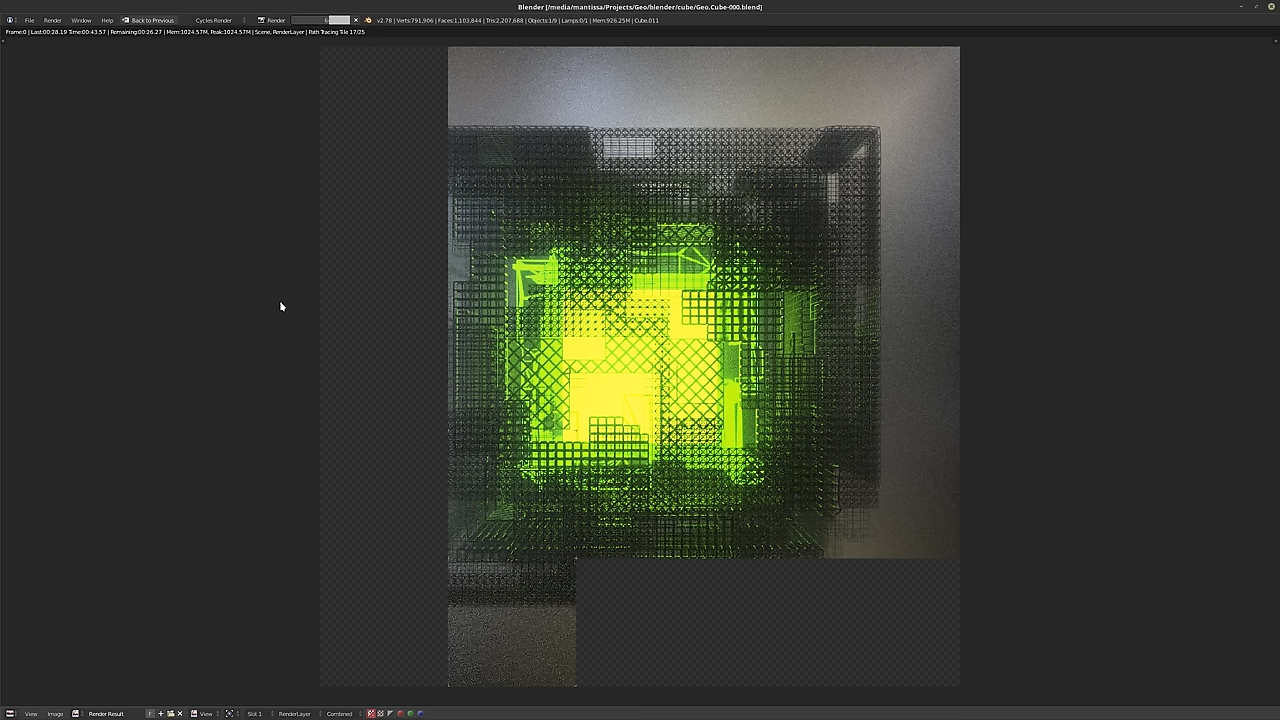 Blender [/media/mantissa/Projects/Geo/blender/cube/Geo.Cube-000.blend]
File Render Window Help Back to Previous Cycles Render Render v2.78 | Verts:791,906 | Faces:1,103,844 | Tris:2,207,688 | Objects:1/9 | Lamps:0/1 | Mem:926.25M | Cube.011
Frame:0 | Last:00:28.19 Time:00:43.57 | Remaining:00:26.27 | Mem:1024.57M, Peak:1024.57M | Scene, RenderLayer | Path Tracing Tile 17/25
View Image Render Result F View Slot 1 RenderLayer Combined